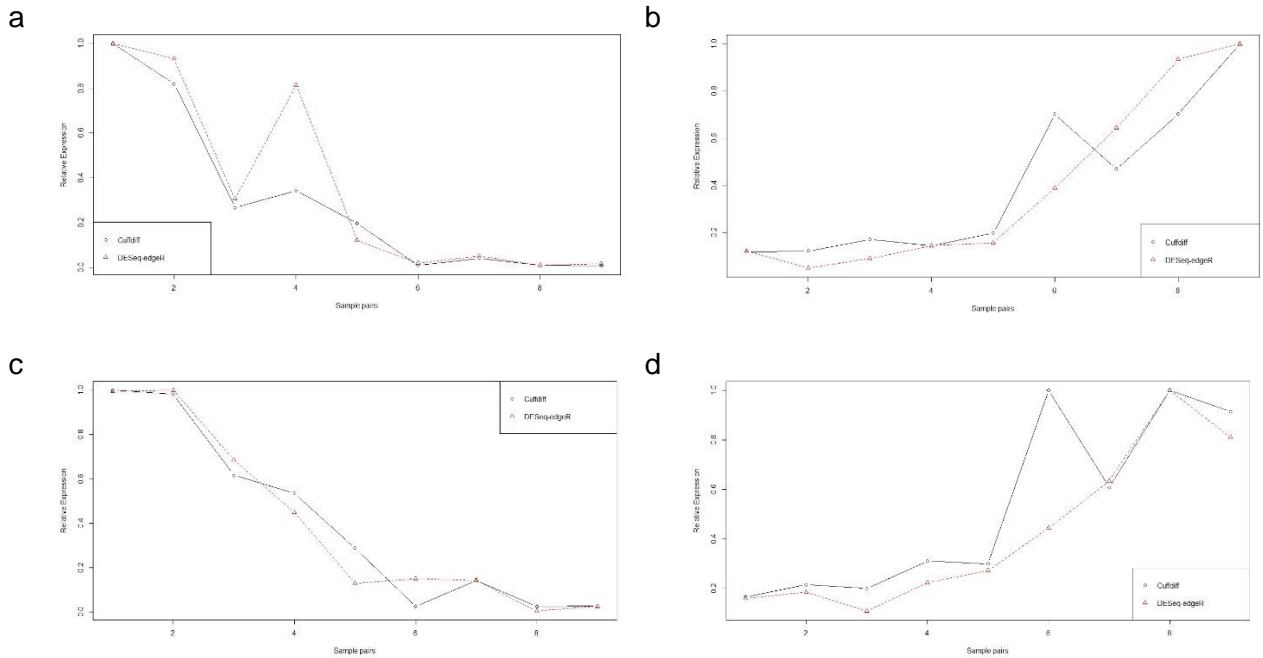 a
Relative Expression
1.0
0.8
0.6
0.4
0.2
0.0
Cuffdiff
DESeq-edgeR
2
4
6
8
Sample pairs
b
Relative Expression
1.0
0.8
0.6
0.4
0.2
Cuffdiff
DESeq-edgeR
2
4
6
8
Sample pairs
c
Relative Expression
1.0
0.8
0.6
0.4
0.2
0.0
Cuffdiff
DESeq-edgeR
2
4
6
8
Sample pairs
d
Relative Expression
1.0
0.8
0.6
0.4
0.2
Cuffdiff
DESeq-edgeR
2
4
6
8
Sample pairs